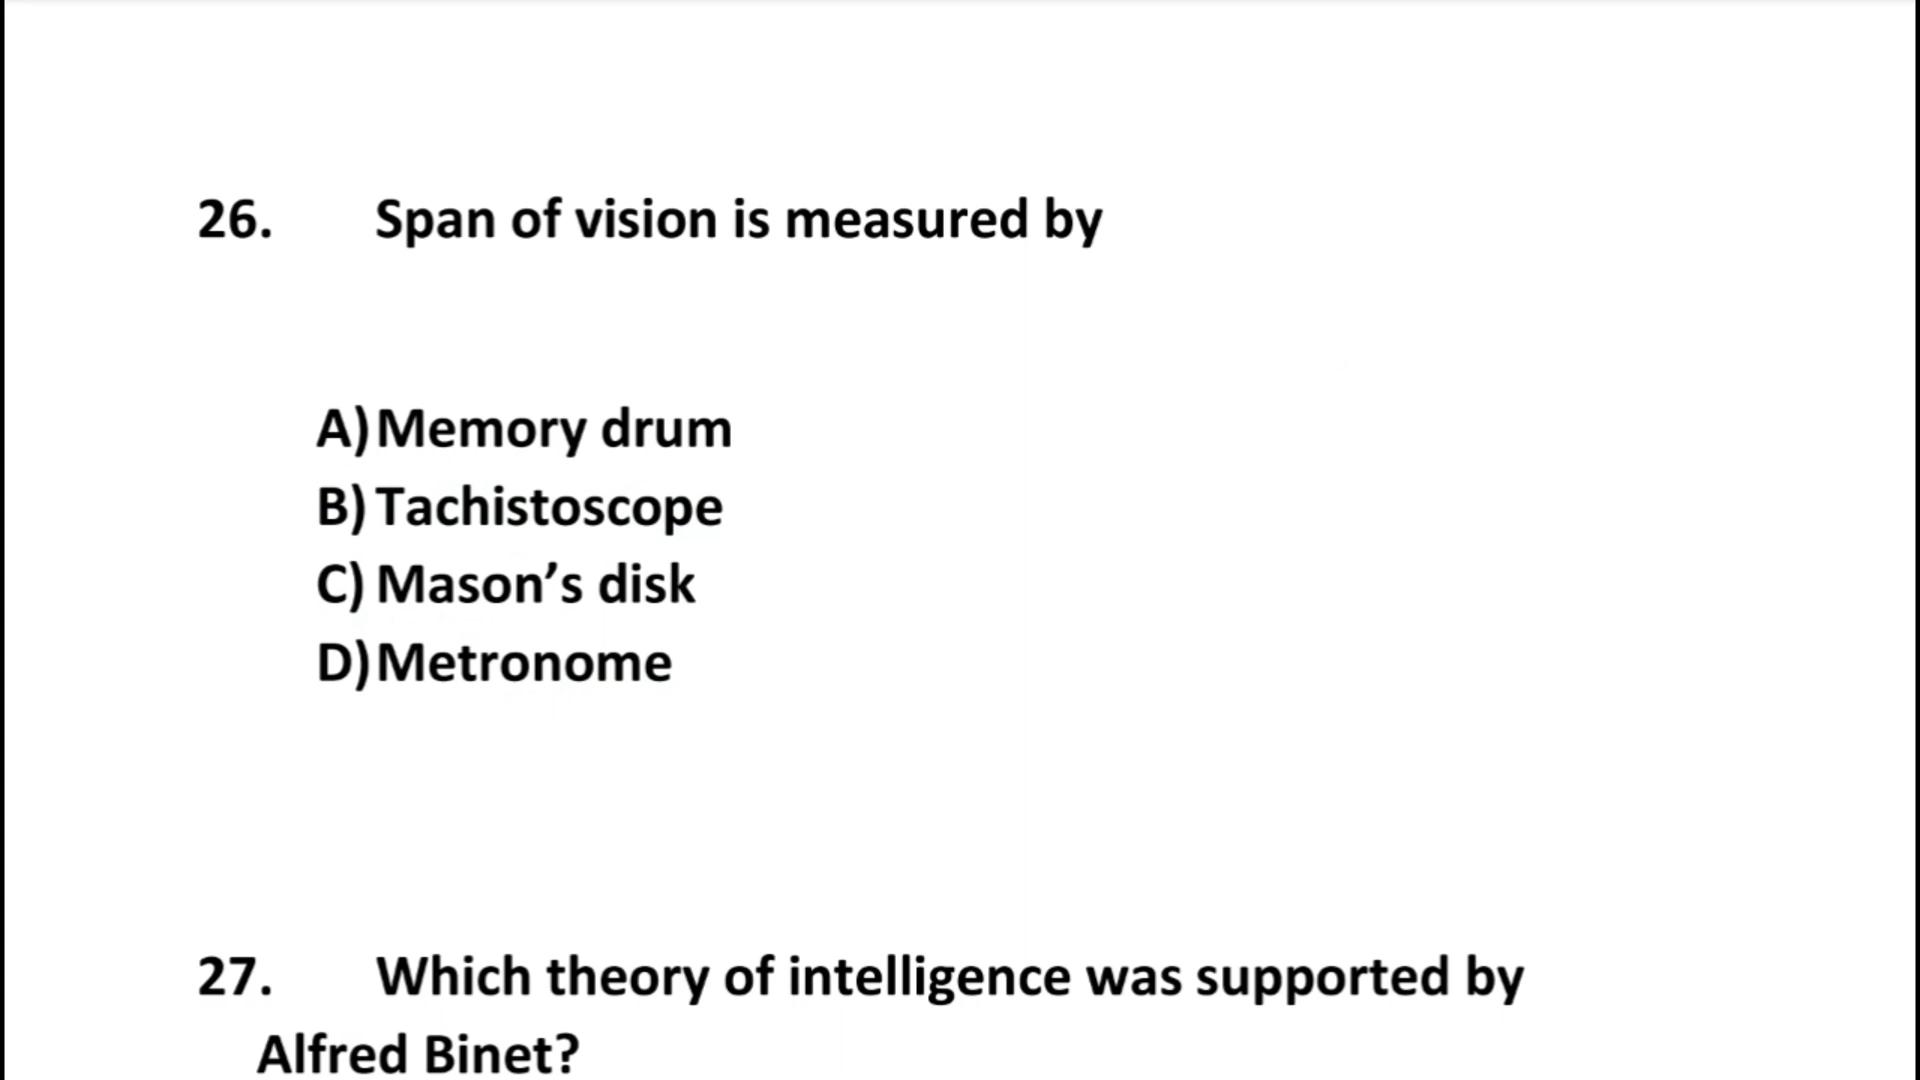 26. Span of vision is measured by
A) Memory drum
B) Tachistoscope
C) Mason’s disk
D) Metronome
27. Which theory of intelligence was supported by
Alfred Binet?